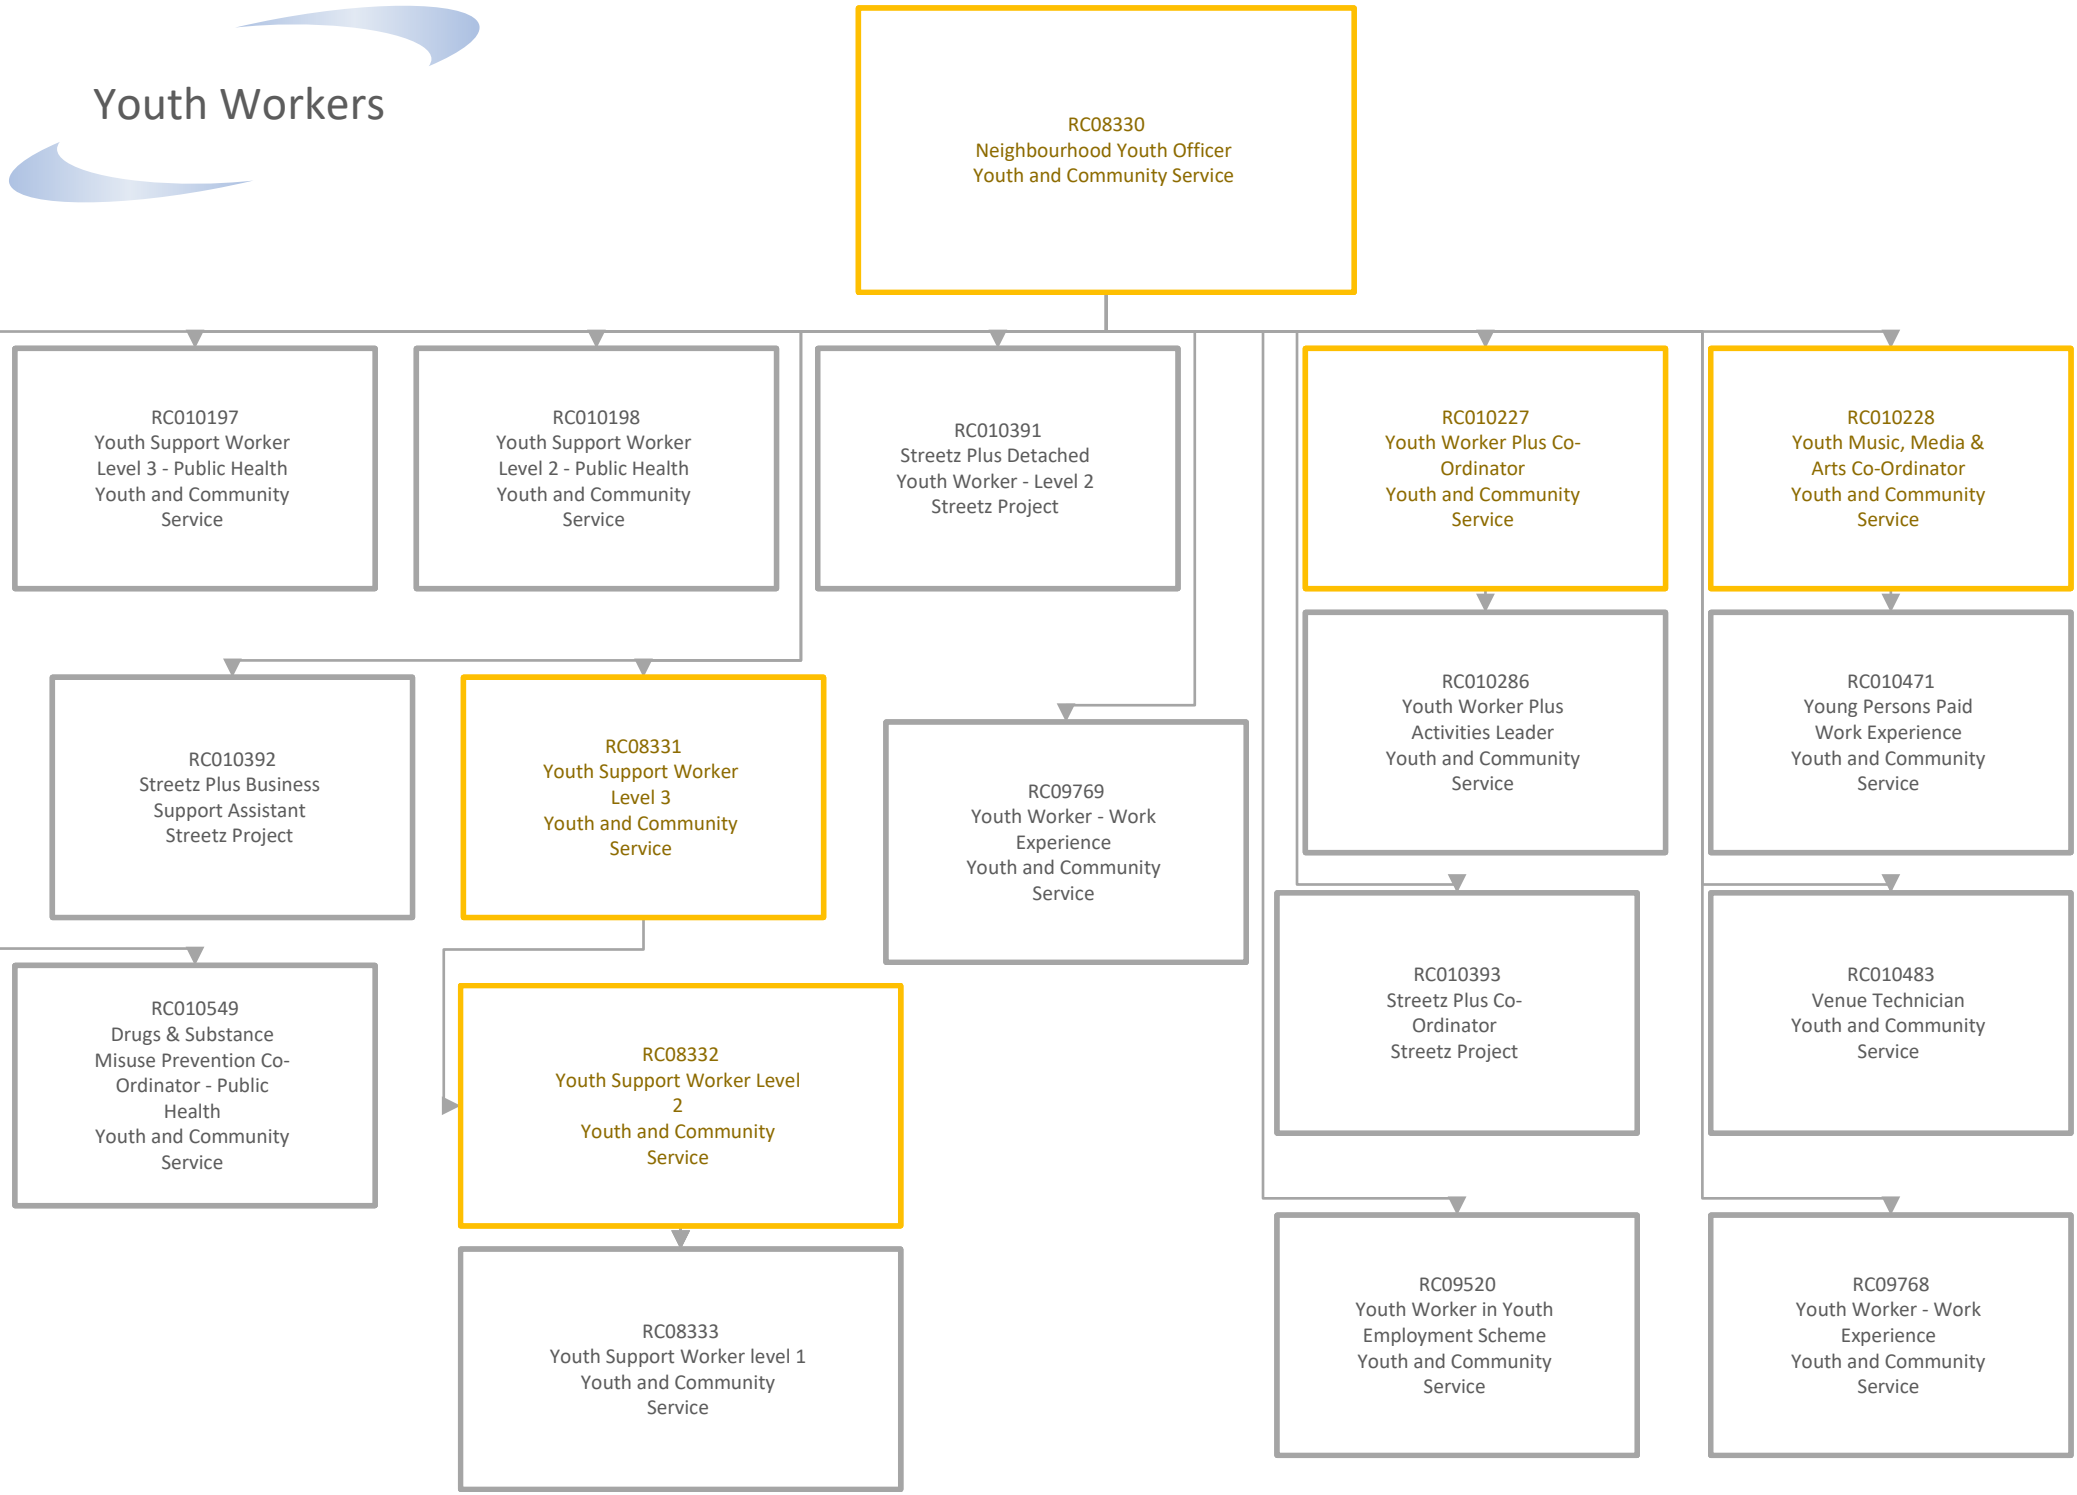 Youth Workers
RC08330
Neighbourhood Youth Officer
Youth and Community Service
RC010197
Youth Support Worker
Level 3 - Public Health
Youth and Community
Service
RC010198
Youth Support Worker
Level 2 - Public Health
Youth and Community
Service
RC010391
Streetz Plus Detached
Youth Worker - Level 2
Streetz Project
RC010227
Youth Worker Plus Co-
Ordinator
Youth and Community
Service
RC010228
Youth Music, Media &
Arts Co-Ordinator
Youth and Community
Service
RC010392
Streetz Plus Business
Support Assistant
Streetz Project
RC08331
Youth Support Worker
Level 3
Youth and Community
Service
RC09769
Youth Worker - Work
Experience
Youth and Community
Service
RC010286
Youth Worker Plus
Activities Leader
Youth and Community
Service
RC010471
Young Persons Paid
Work Experience
Youth and Community
Service
RC010549
Drugs & Substance
Misuse Prevention Co-
Ordinator - Public
Health
Youth and Community
Service
RC08332
Youth Support Worker Level
2
Youth and Community
Service
RC010393
Streetz Plus Co-
Ordinator
Streetz Project
RC010483
Venue Technician
Youth and Community
Service
RC08333
Youth Support Worker level 1
Youth and Community
Service
RC09520
Youth Worker in Youth
Employment Scheme
Youth and Community
Service
RC09768
Youth Worker - Work
Experience
Youth and Community
Service